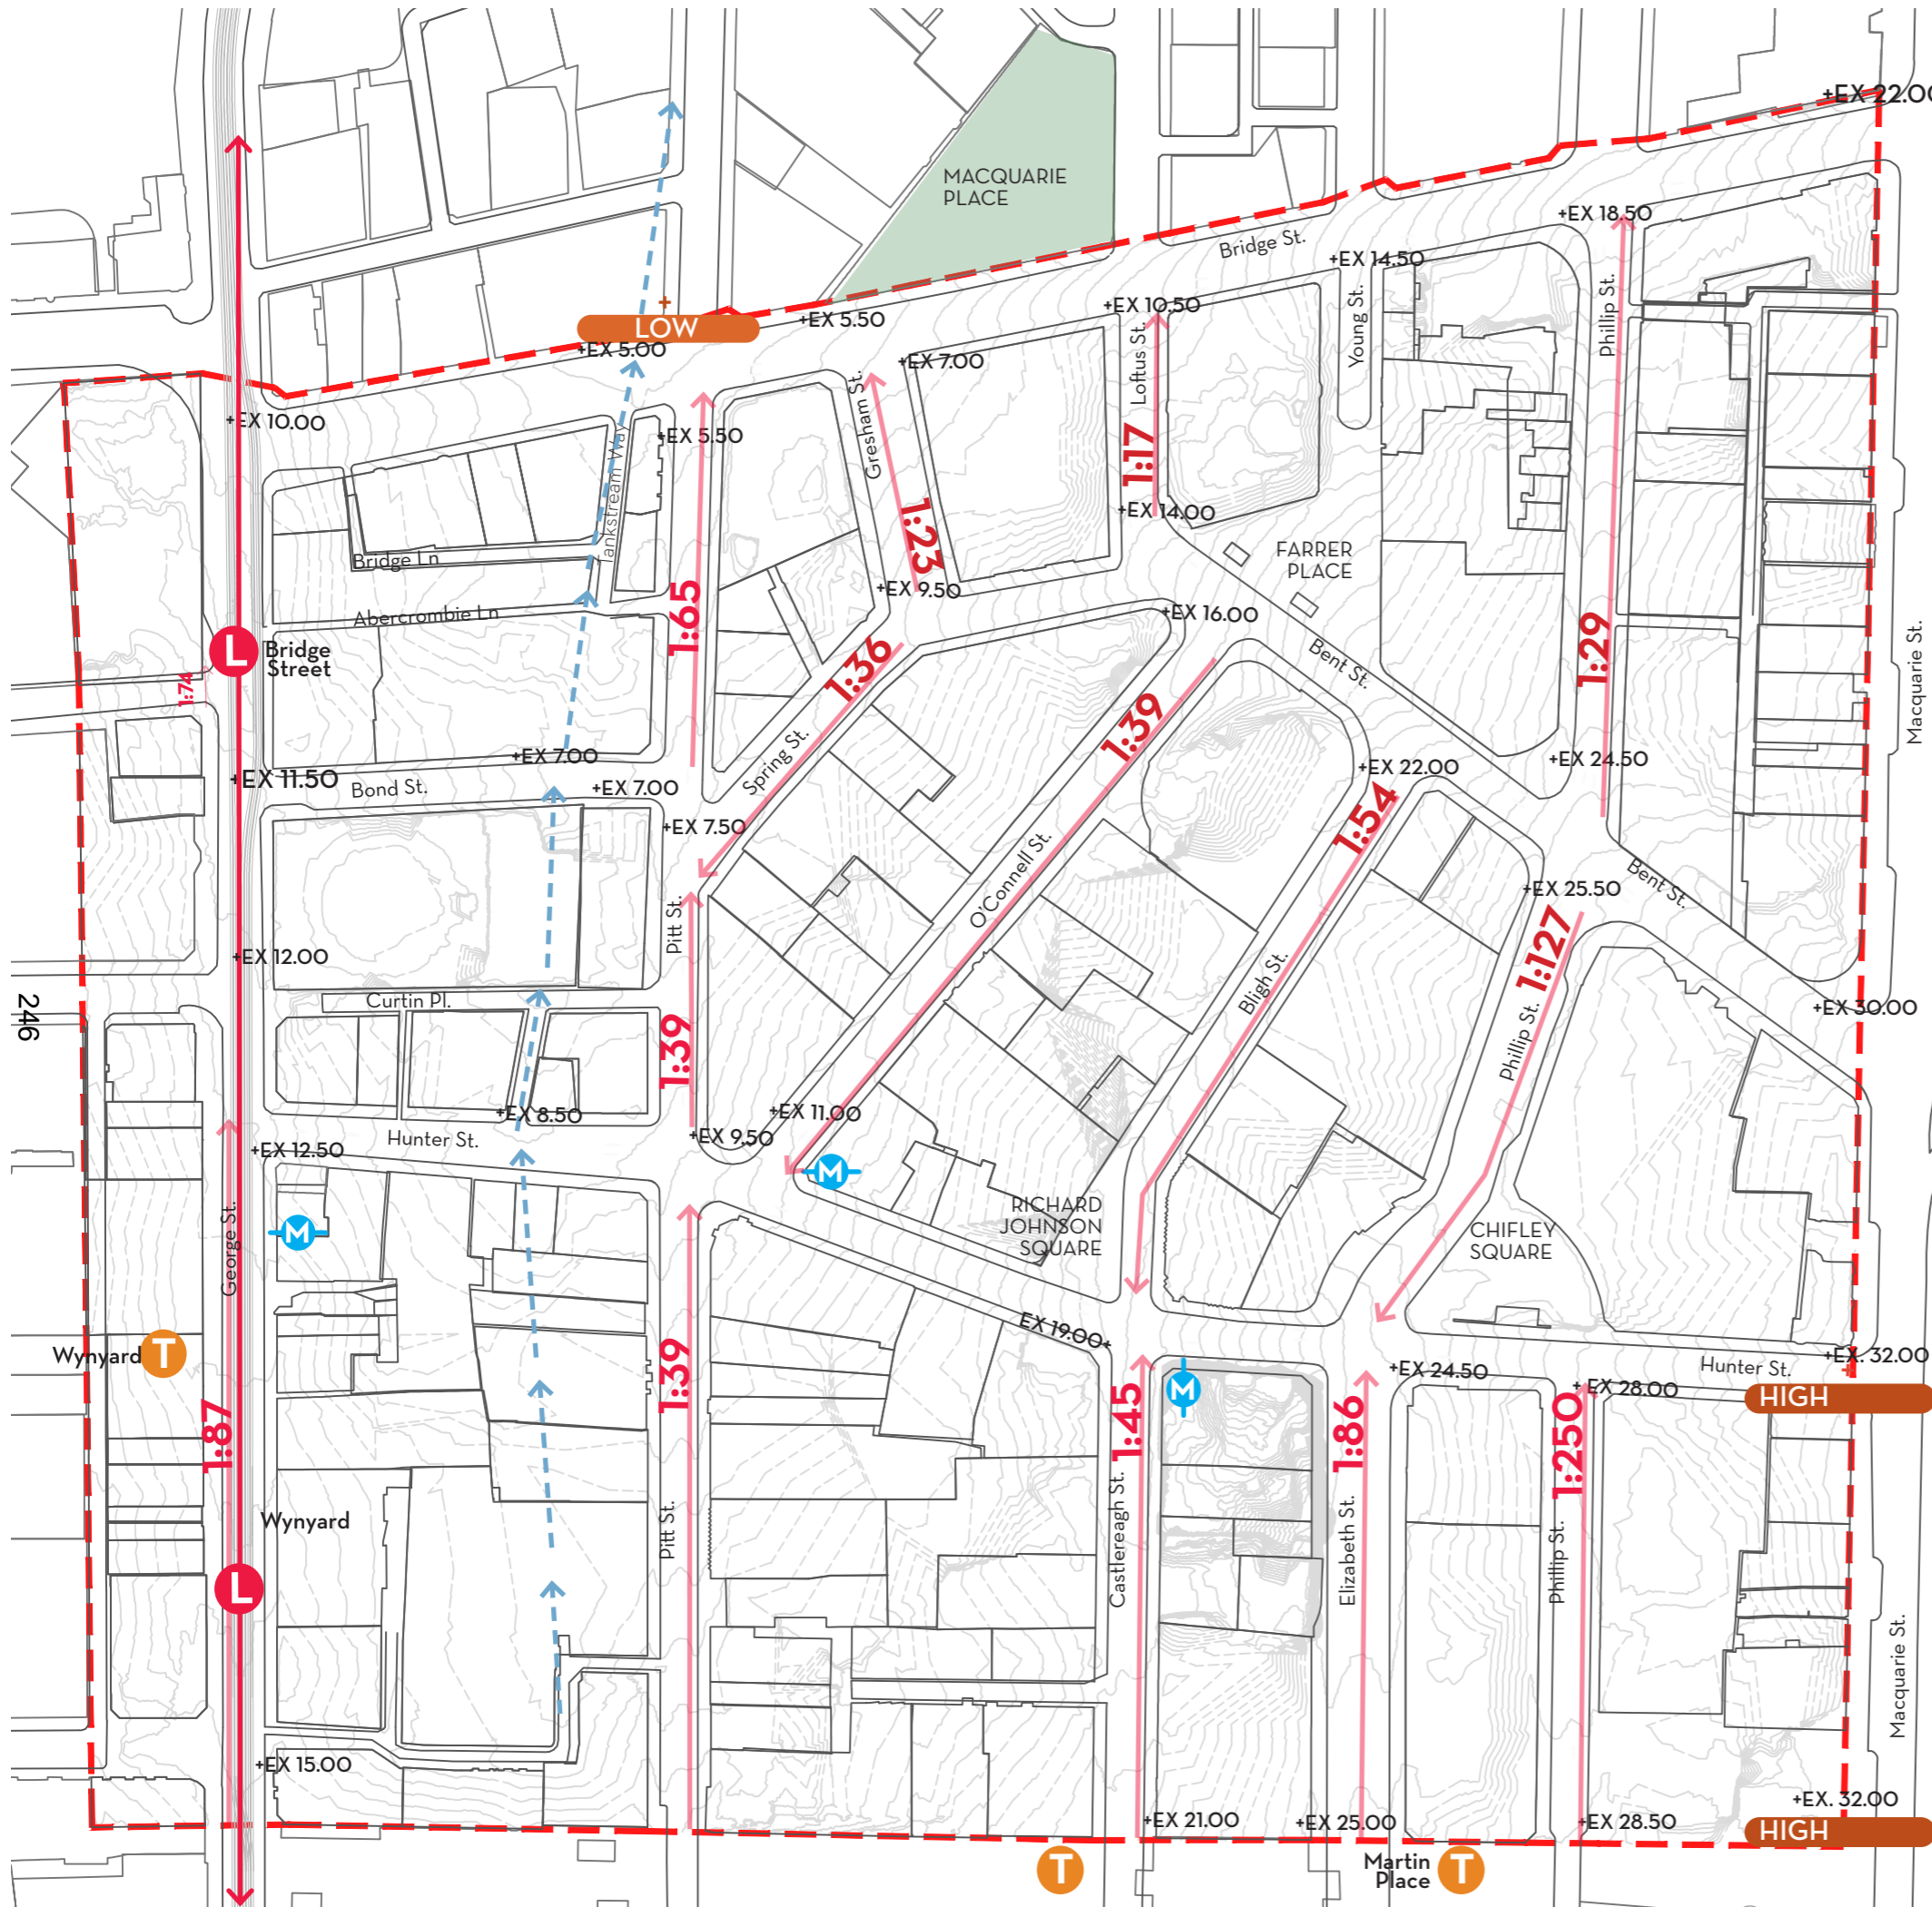 +EX 22.00
MACQUARIE
PLACE
+EX 18.50
Bridge St.
+EX 14.50
LOW
+EX 5.50
+EX 10.50
Phillip St.
Young St.
+EX 5.00
+EX 7.00
Loftus St.
Gresham St.
+EX 10.00
+EX 5.50
Tankstream Way
1:17
+EX 14.00
1:23
Bridge Ln
FARRER
PLACE
+EX 9.50
Abercrombie Ln
1:65
+EX 16.00
1:29
L
Bridge
Street
1:36
Bent St.
Macquarie St.
1:74
1:39
+EX 7.00
Spring St.
+EX 24.50
+EX 22.00
+EX 11.50
Bond St.
+EX 7.00
1:54
+EX 7.50
O'Connell St.
+EX 25.50
Bent St.
Pitt St.
1:127
+EX 12.00
Bligh St.
246
Curtin Pl.
+EX 30.00
1:39
Phillip St.
+EX 8.50
+EX 11.00
Hunter St.
+EX 9.50
+EX 12.50
M
George St.
M
RICHARD
JOHNSON
SQUARE
CHIFLEY
SQUARE
EX 19.00+
Wynyard
T
+EX. 32.00
Hunter St.
+EX 24.50
M
+EX 28.00
HIGH
1:39
1:87
1:45
1:86
1:250
Wynyard
Pitt St.
Castlereagh St.
Elizabeth St.
Phillip St.
L
Macquarie St.
+EX 15.00
+EX. 32.00
+EX 21.00
+EX 25.00
+EX 28.50
HIGH
T
Martin
Place
T